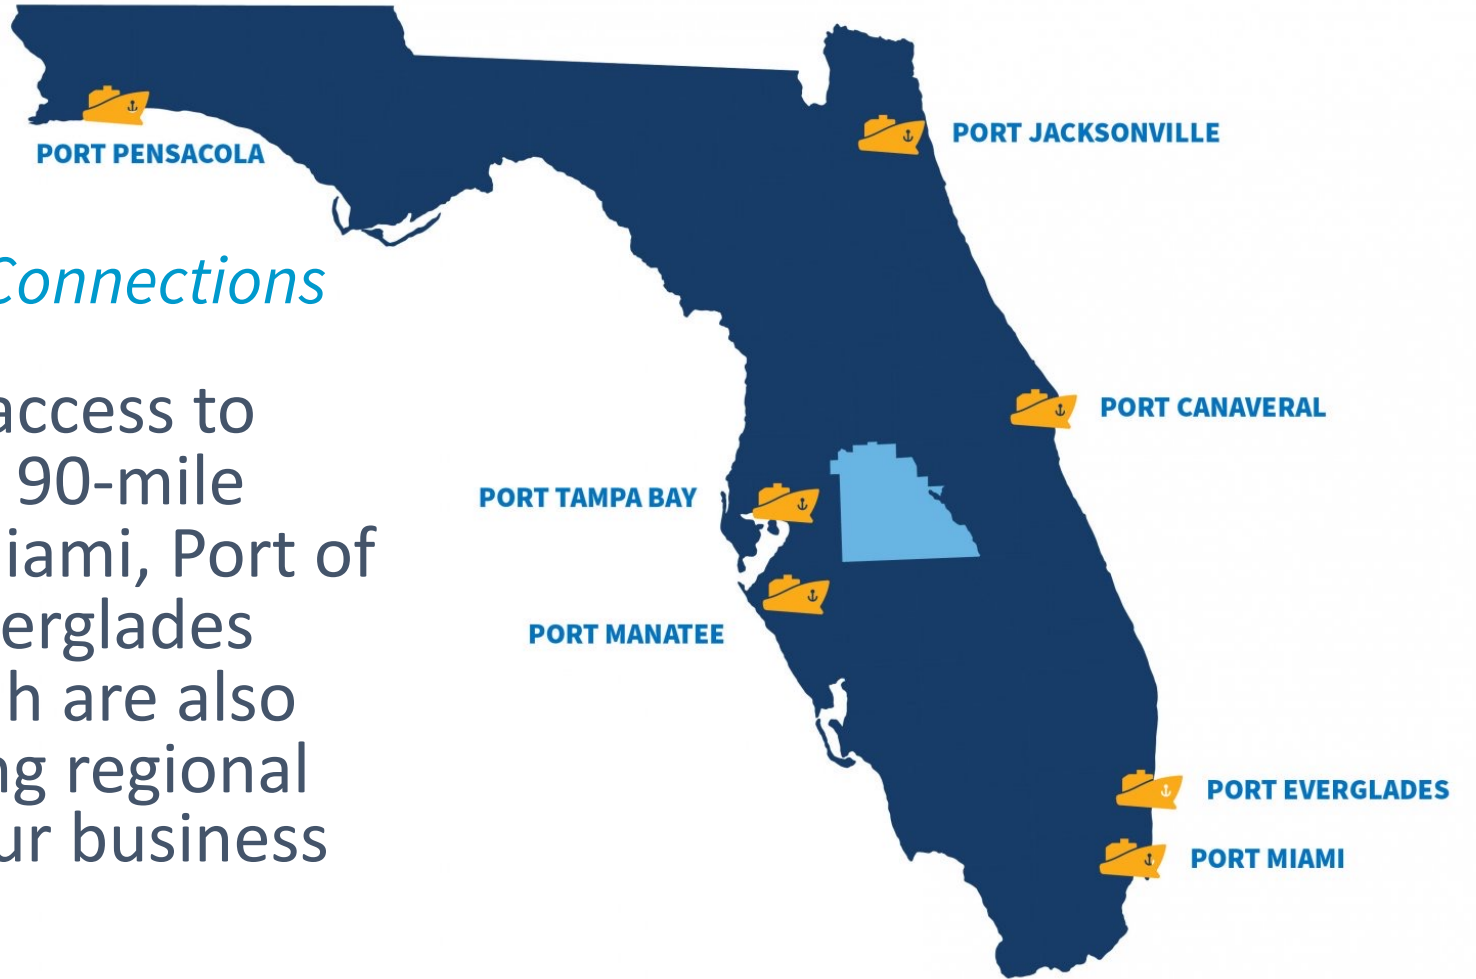 Connections
access to
90-mile
iami, Port of
erglades
h are also
ng regional
ur business
PORT PENSACOLA
PORT JACKSONVILLE
PORT CANAVERAL
PORT TAMPA BAY
PORT MANATEE
PORT EVERGLADES
PORT MIAMI